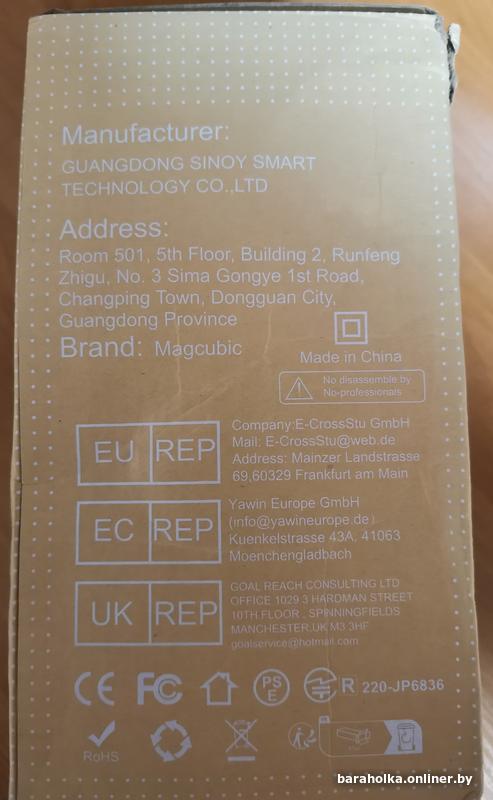 Manufacturer:
GUANGDONG SINOY SMART
TECHNOLOGY CO.,LTD
Address:
Room 501, 5th Floor, Building 2, Runfeng
Zhigu, No. 3 Sima Gongye 1st Road,
Changping Town, Dongguan City,
Guangdong Province
Brand: Magcubic
Made in China
No disassemble by
No-professionals
EU REP
Company:E-CrossStu GmbH
Mail: E-CrossStu@web.de
Address: Mainzer Landstrasse
69,60329 Frankfurt am Main
EC REP
Yawin Europe GmbH
(info@yawineurope.de)
Kuenkelstrasse 43A, 41063
Moenchengladbach
UK REP
GOAL REACH CONSULTING LTD
OFFICE 1029 3 HARDMAN STREET
10TH FLOOR , SPINNINGFIELDS
MANCHESTER,UK M3 3HF
goalservice@hotmail.com
CE FC PSE R 220-JP6836
RoHS
baraholka.onliner.by